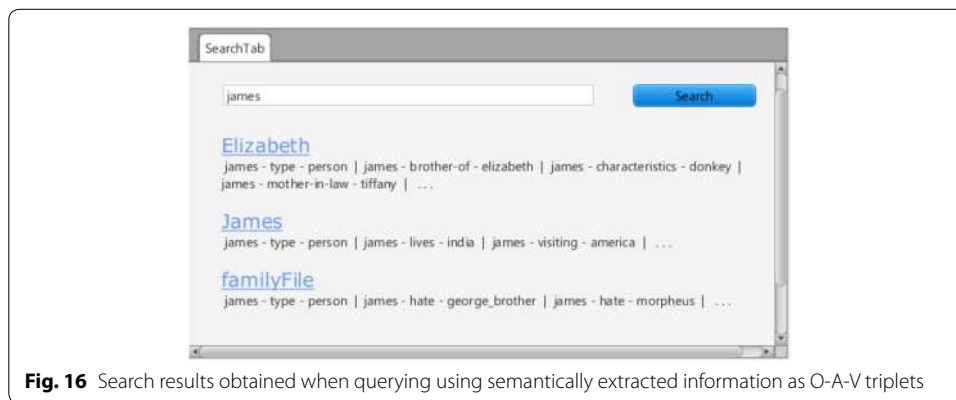 SearchTab
james
Search
Elizabeth
james - type - person | james - brother-of - elizabeth | james - characteristics - donkey |
james - mother-in-law - tiffany | ...
James
james - type - person | james - lives - india | james - visiting - america | ...
familyFile
james - type - person | james - hate - george_brother | james - hate - morpheus | ...
Fig. 16 Search results obtained when querying using semantically extracted information as O-A-V triplets